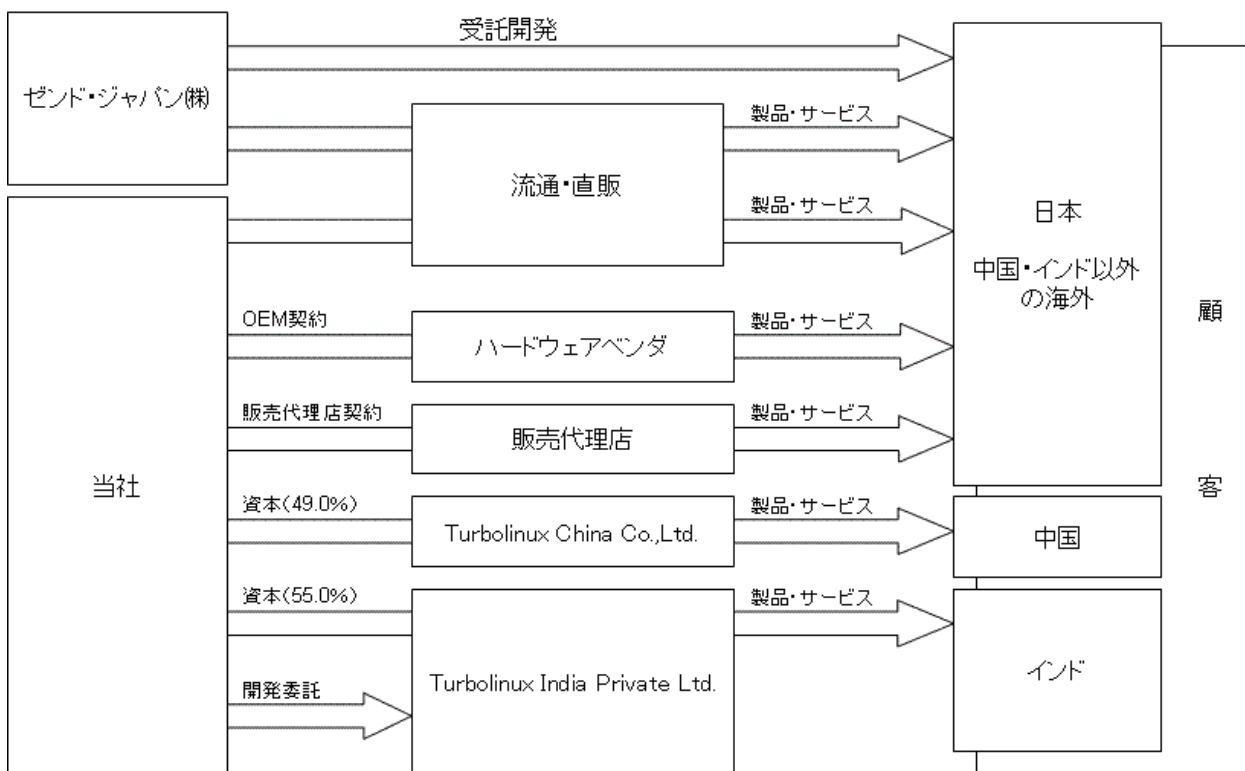 受託開発
ゼンド・ジャパン㈱
製品・サービス
流通・直販
製品・サービス
日本
中国・インド以外
の海外
OEM契約
ハードウェアベンダ
製品・サービス
顧
販売代理店契約
販売代理店
製品・サービス
当社
客
資本(49.0%)
Turbolinux China Co.,Ltd.
製品・サービス
中国
資本(55.0%)
製品・サービス
Turbolinux India Private Ltd.
インド
開発委託